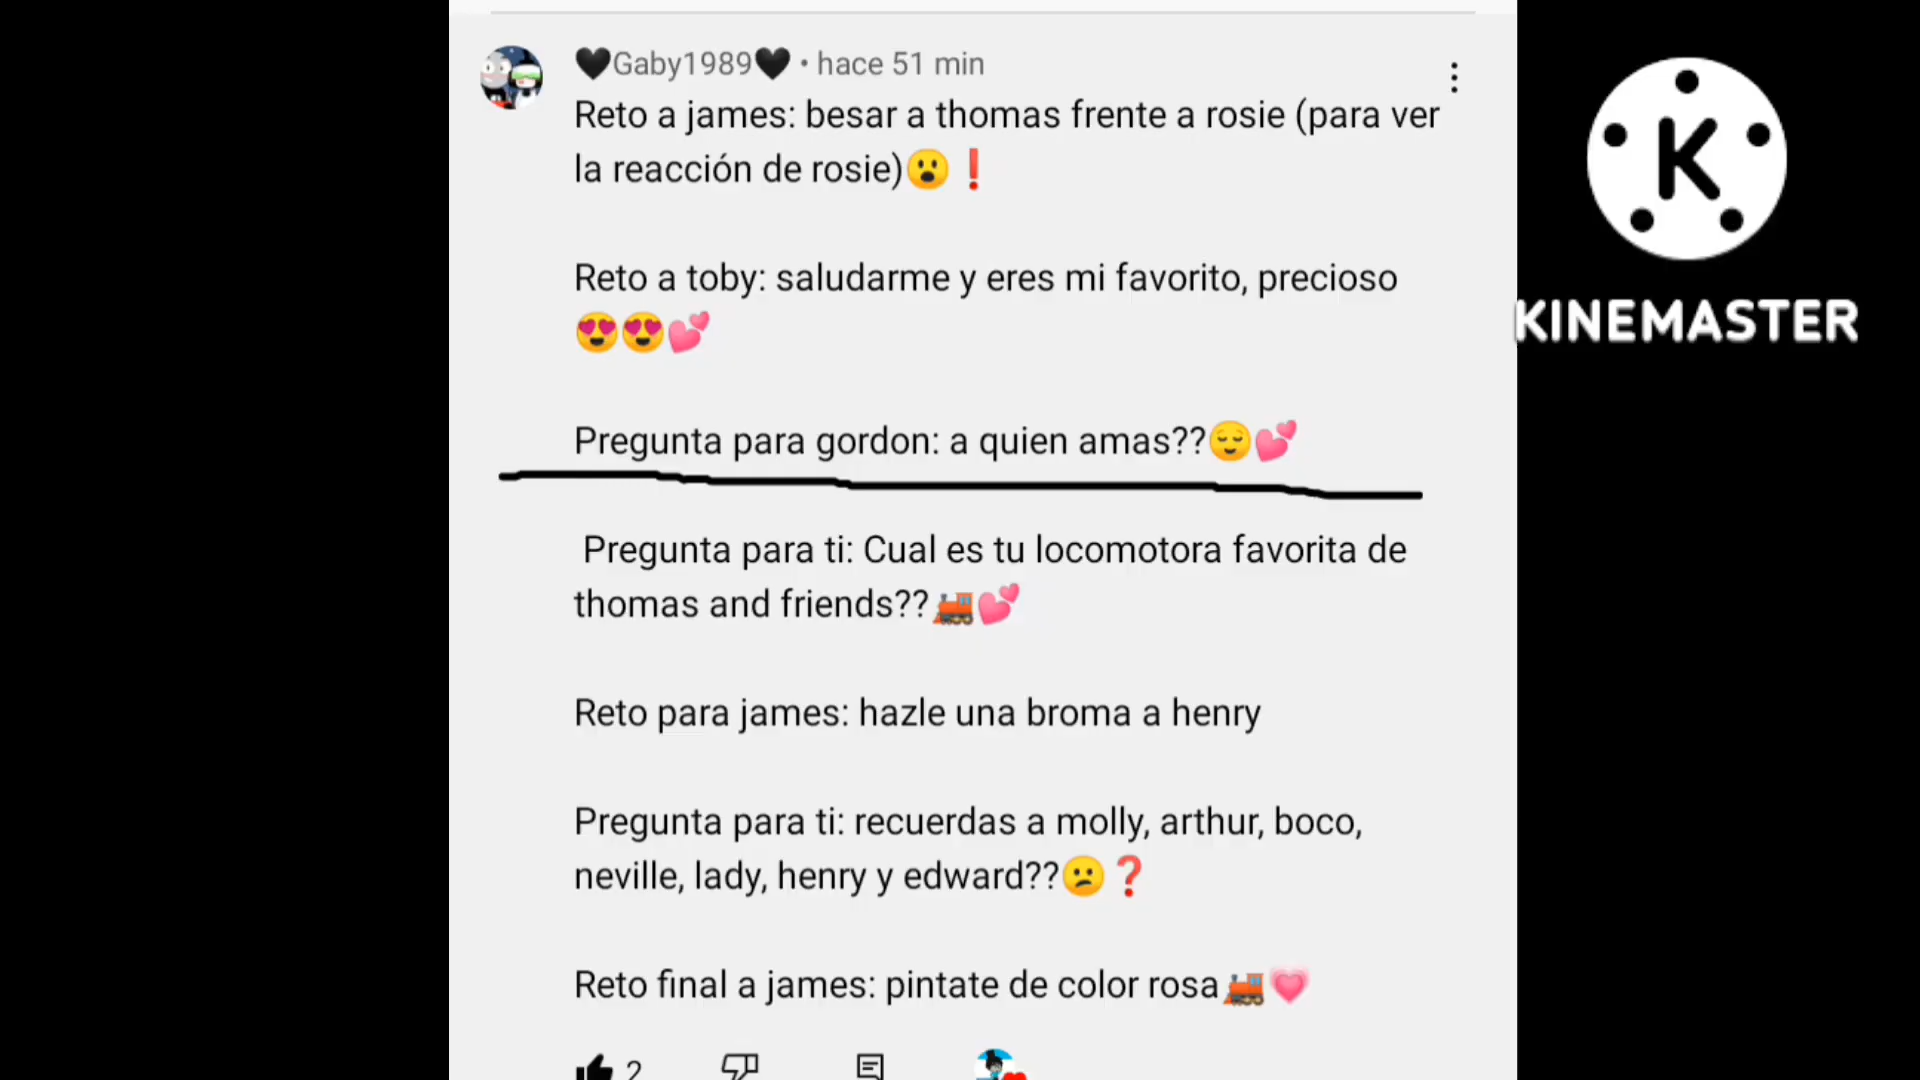 🖤Gaby1989🖤 • hace 51 min
Reto a james: besar a thomas frente a rosie (para ver
la reacción de rosie)😮❗
Reto a toby: saludarme y eres mi favorito, precioso
😍😍💕
Pregunta para gordon: a quien amas??😌💕
Pregunta para ti: Cual es tu locomotora favorita de
thomas and friends??🚂💕
Reto para james: hazle una broma a henry
Pregunta para ti: recuerdas a molly, arthur, boco,
neville, lady, henry y edward??😕❓
Reto final a james: pintate de color rosa🚂💗
2
K
KINEMASTER